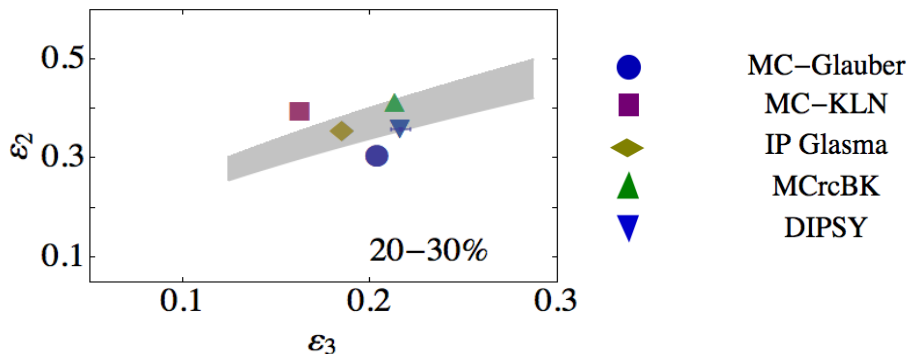 0.5
0.3
0.1
ε2
20−30%
0.1
0.2
0.3
ε3
MC−Glauber
MC−KLN
IP Glasma
MCrcBK
DIPSY